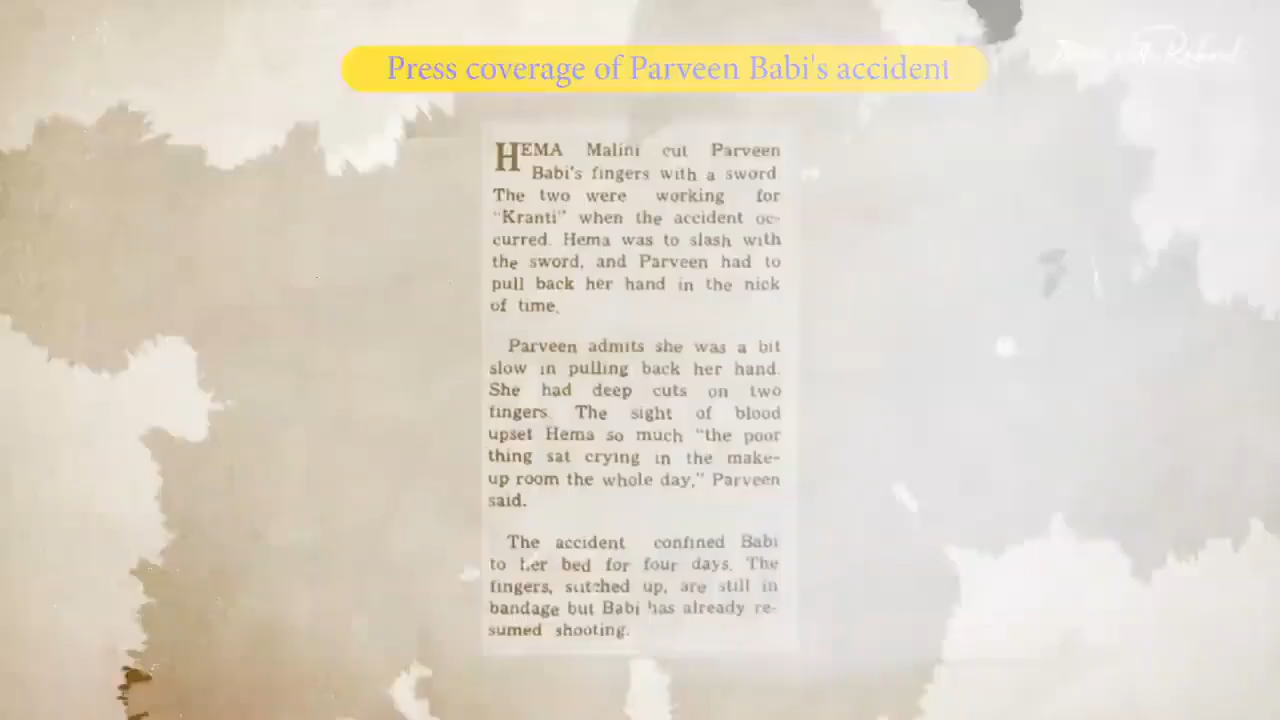 Press coverage of Parveen Babi's accident
HEMA Malini cut Parveen
Babi's fingers with a sword
The two were working for
"Kranti" when the accident oc-
curred. Hema was to slash with
the sword, and Parveen had to
pull back her hand in the nick
of time.
Parveen admits she was a bit
slow in pulling back her hand.
She had deep cuts on two
fingers. The sight of blood
upset Hema so much "the poor
thing sat crying in the make-
up room the whole day," Parveen
said.
The accident confined Babi
to her bed for four days. The
fingers, stitched up, are still in
bandage but Babi has already re-
sumed shooting.